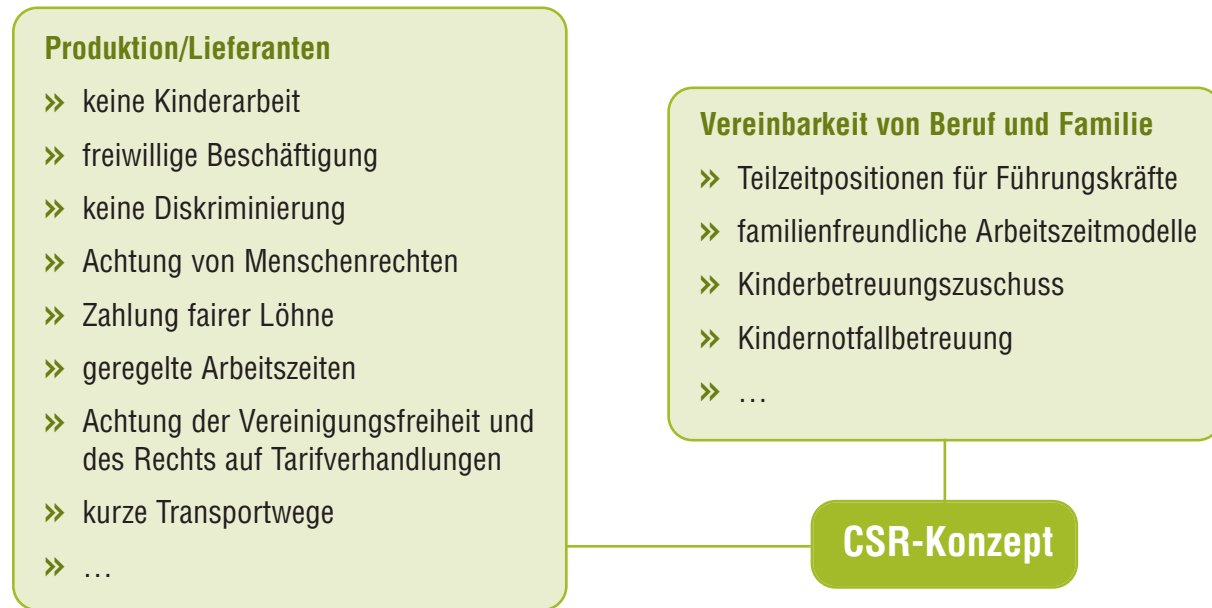 Produktion/Lieferanten
» keine Kinderarbeit
» freiwillige Beschäftigung
» keine Diskriminierung
» Achtung von Menschenrechten
» Zahlung fairer Löhne
» geregelte Arbeitszeiten
» Achtung der Vereinigungsfreiheit und
des Rechts auf Tarifverhandlungen
» kurze Transportwege
» …
Vereinbarkeit von Beruf und Familie
» Teilzeitpositionen für Führungskräfte
» familienfreundliche Arbeitszeitmodelle
» Kinderbetreuungszuschuss
» Kindernotfallbetreuung
» …
CSR-Konzept